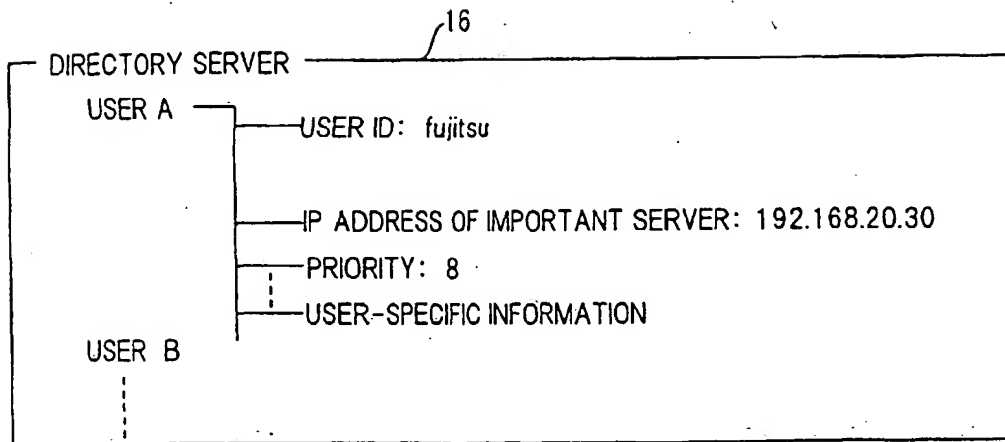 16
DIRECTORY SERVER
USER A
USER ID: fujitsu
IP ADDRESS OF IMPORTANT SERVER: 192.168.20.30
PRIORITY: 8
USER-SPECIFIC INFORMATION
USER B